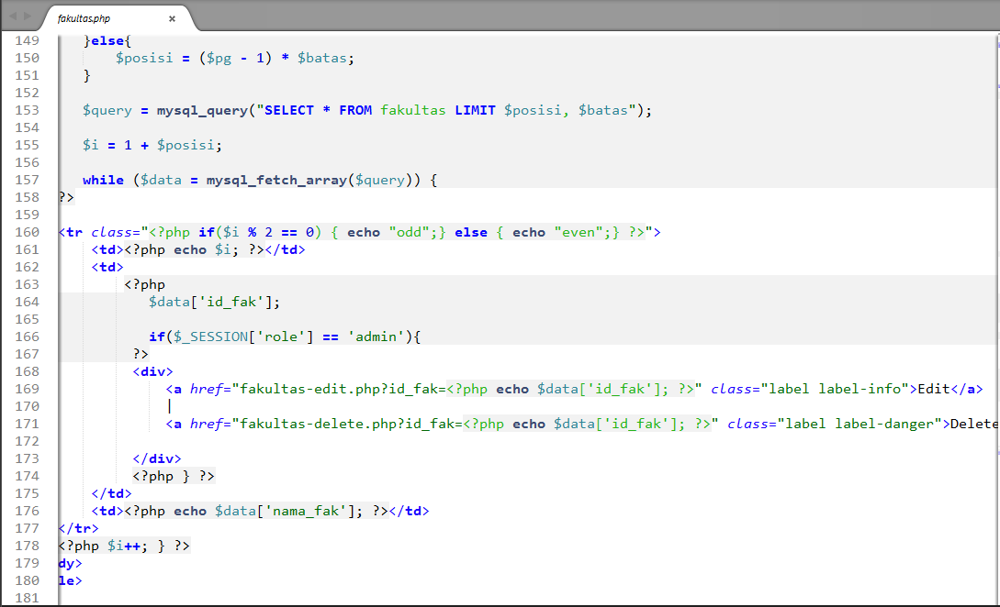 fakultas.php ×
149 }else{
150 $posisi = ($pg - 1) * $batas;
151 }
152
153 $query = mysql_query("SELECT * FROM fakultas LIMIT $posisi, $batas");
154
155 $i = 1 + $posisi;
156
157 while ($data = mysql_fetch_array($query)) {
158 ?>
159
160 <tr class="<?php if($i % 2 == 0) { echo "odd";} else { echo "even";} ?>">
161 <td><?php echo $i; ?></td>
162 <td>
163 <?php
164 $data['id_fak'];
165
166 if($_SESSION['role'] == 'admin'){
167 ?>
168 <div>
169 <a href="fakultas-edit.php?id_fak=<?php echo $data['id_fak']; ?>" class="label label-info">Edit</a>
170 |
171 <a href="fakultas-delete.php?id_fak=<?php echo $data['id_fak']; ?>" class="label label-danger">Delete
172
173 </div>
174 <?php } ?>
175 </td>
176 <td><?php echo $data['nama_fak']; ?></td>
177 </tr>
178 <?php $i++; } ?>
179 dy>
180 le>
181